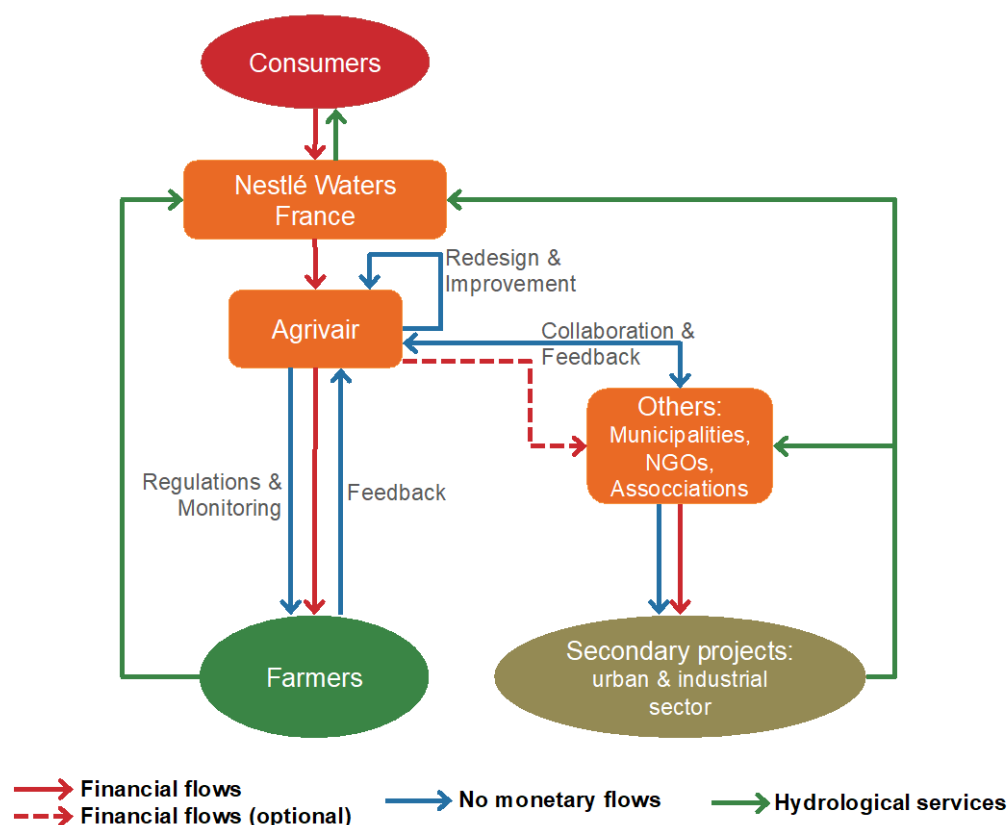 Consumers
Nestlé Waters
France
Redesign &
Improvement
Agrivair
Collaboration &
Feedback
Others:
Municipalities,
NGOs,
Assocciations
Regulations &
Monitoring
Feedback
Farmers
Secondary projects:
urban & industrial
sector
Financial flows
Financial flows (optional)
No monetary flows
Hydrological services